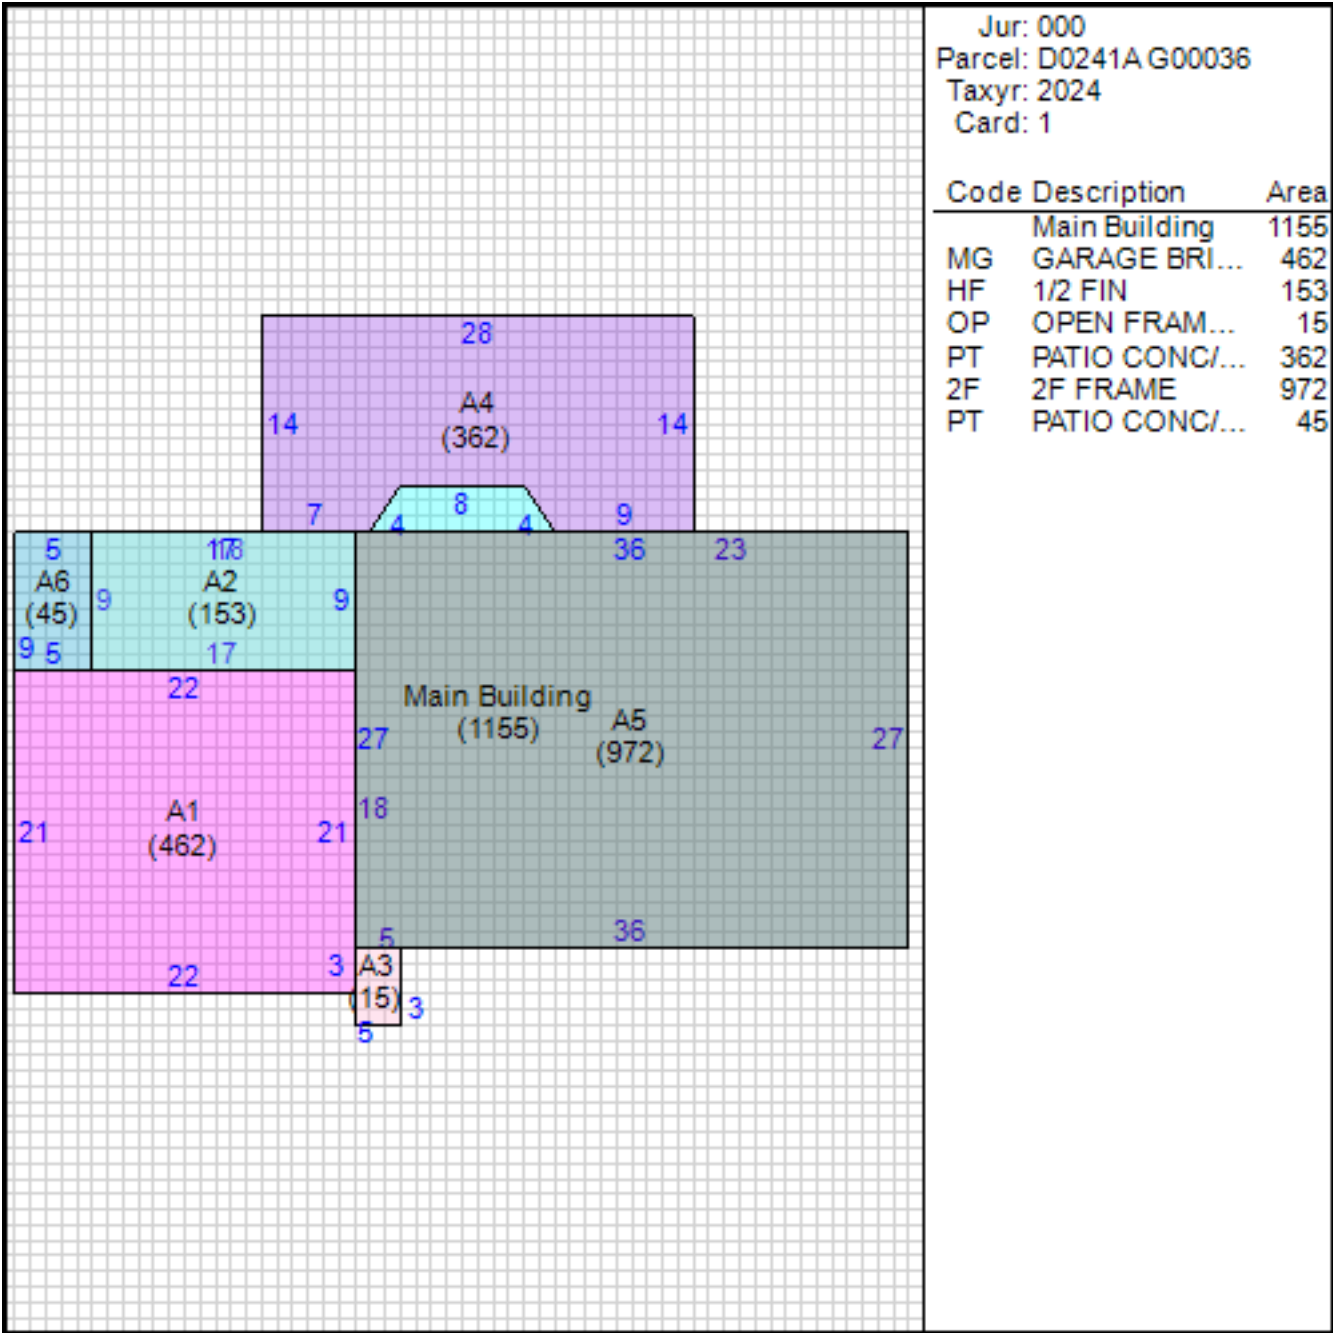 Jur: 000
Parcel: D0241A G00036
Taxyr: 2024
Card: 1
Code Description Area
Main Building 1155
MG GARAGE BRI... 462
HF 1/2 FIN 153
OP OPEN FRAM... 15
PT PATIO CONC/... 362
2F 2F FRAME 972
PT PATIO CONC/... 45
28
A4
14 (362) 14
7 4 8 4 9
5 17 36 23
A6 A2
(45) 9 (153) 9
9 5 17
22
Main Building A5
(1155) (972)
27 27
18
A1
21 (462) 21
5 36
22 3 A3
(15) 3
5